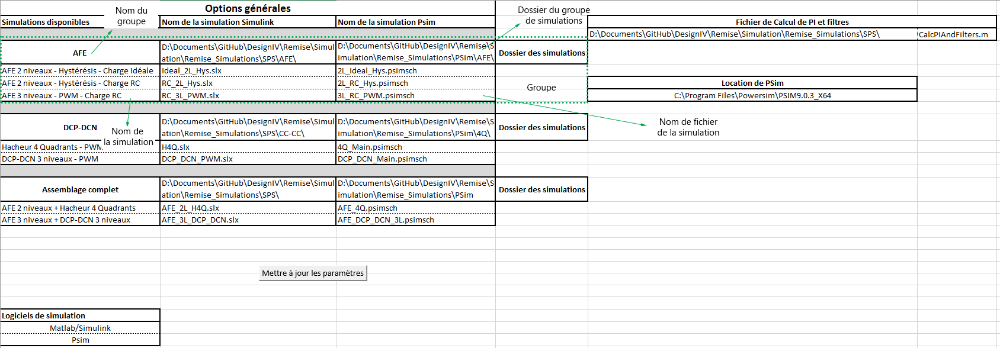 Options générales
Nom du
groupe
Dossier du groupe
de simulations
Simulations disponibles
Nom de la simulation Simulink
Nom de la simulation Psim
Fichier de Calcul de PI et filtres
D:\Documents\GitHub\DesignIV\Remise\Simulation\Remise_Simulations\SPS\
CalcPIAndFilters.m
AFE
D:\Documents\GitHub\DesignIV\Remise\Simul
ation\Remise_Simulations\SPS\AFE\
D:\Documents\GitHub\DesignIV\Remise\S
imulation\Remise_Simulations\PSim\AFE\
Dossier des simulations
AFE 2 niveaux - Hystérésis - Charge Idéale
Ideal_2L_Hys.slx
2L_Ideal_Hys.psimsch
AFE 2 niveaux - Hystérésis - Charge RC
RC_2L_Hys.slx
2L_RC_Hys.psimsch
Groupe
Location de PSim
AFE 3 niveaux - PWM - Charge RC
RC_3L_PWM.slx
3L_RC_PWM.psimsch
C:\Program Files\Powersim\PSIM9.0.3_X64
DCP-DCN
D:\Documents\GitHub\DesignIV\Remise\Simul
ation\Remise_Simulations\SPS\CC-CC\
D:\Documents\GitHub\DesignIV\Remise\S
imulation\Remise_Simulations\PSim\4Q\
Dossier des simulations
Nom de
la simulation
Nom de fichier
de la simulation
Hacheur 4 Quadrants - PWM
H4Q.slx
4Q_Main.psimsch
DCP-DCN 3 niveaux - PWM
DCP_DCN_PWM.slx
DCP_DCN_Main.psimsch
Assemblage complet
D:\Documents\GitHub\DesignIV\Remise\Simul
ation\Remise_Simulations\SPS\
D:\Documents\GitHub\DesignIV\Remise\S
imulation\Remise_Simulations\PSim
Dossier des simulations
AFE 2 niveaux + Hacheur 4 Quadrants
AFE_2L_H4Q.slx
AFE_4Q.psimsch
AFE 3 niveaux + DCP-DCN 3 niveaux
AFE_3L_DCP_DCN.slx
AFE_DCP_DCN_3L.psimsch
Mettre à jour les paramètres
Logiciels de simulation
Matlab/Simulink
Psim